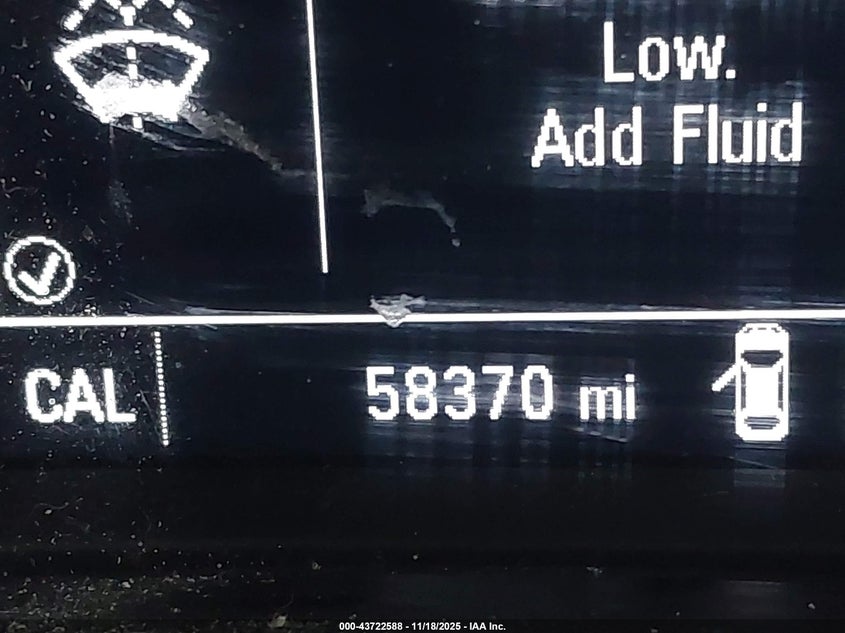 Low.
Add Fluid
CAL 58370 mi
000-43722588 - 11/18/2025 - IAA Inc.